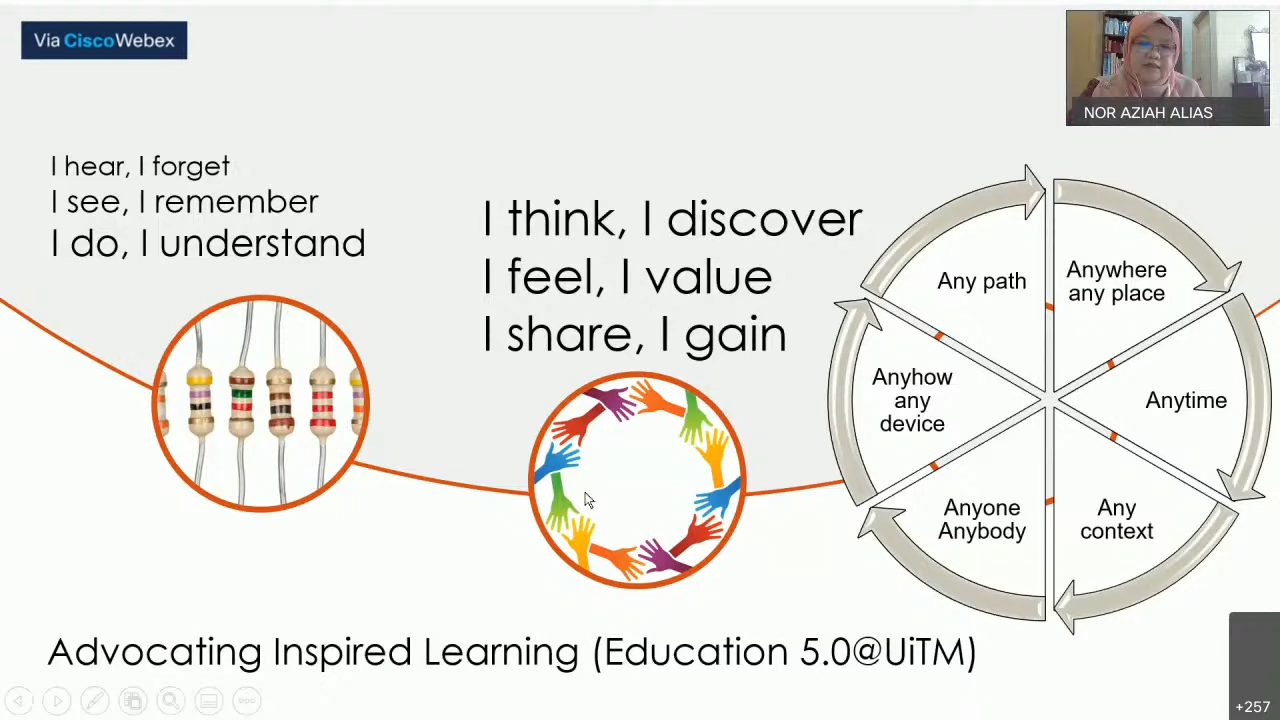 Via CiscoWebex
NOR AZIAH ALIAS
I hear, I forget
I see, I remember
I do, I understand
I think, I discover
I feel, I value
I share, I gain
Any path
Anywhere
any place
Anyhow
any
device
Anytime
Anyone
Anybody
Any
context
Advocating Inspired Learning (Education 5.0@UiTM)
+257